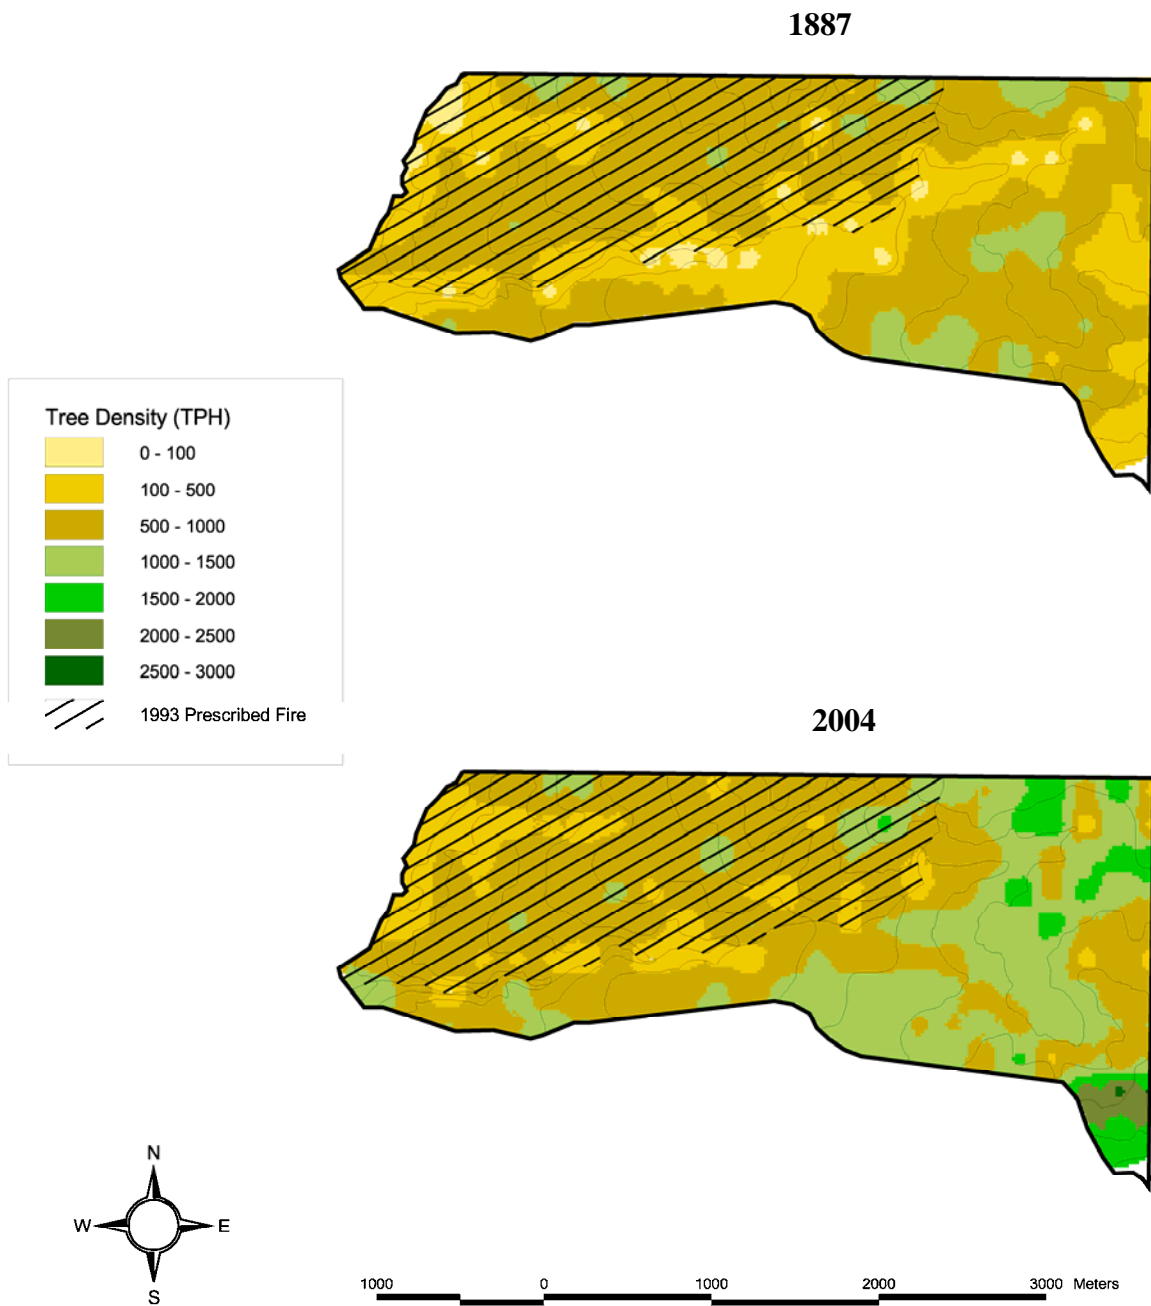 1887
Tree Density (TPH)
0 - 100
100 - 500
500 - 1000
1000 - 1500
1500 - 2000
2000 - 2500
2500 - 3000
1993 Prescribed Fire
2004
N
W E
S
1000 0 1000 2000 3000 Meters